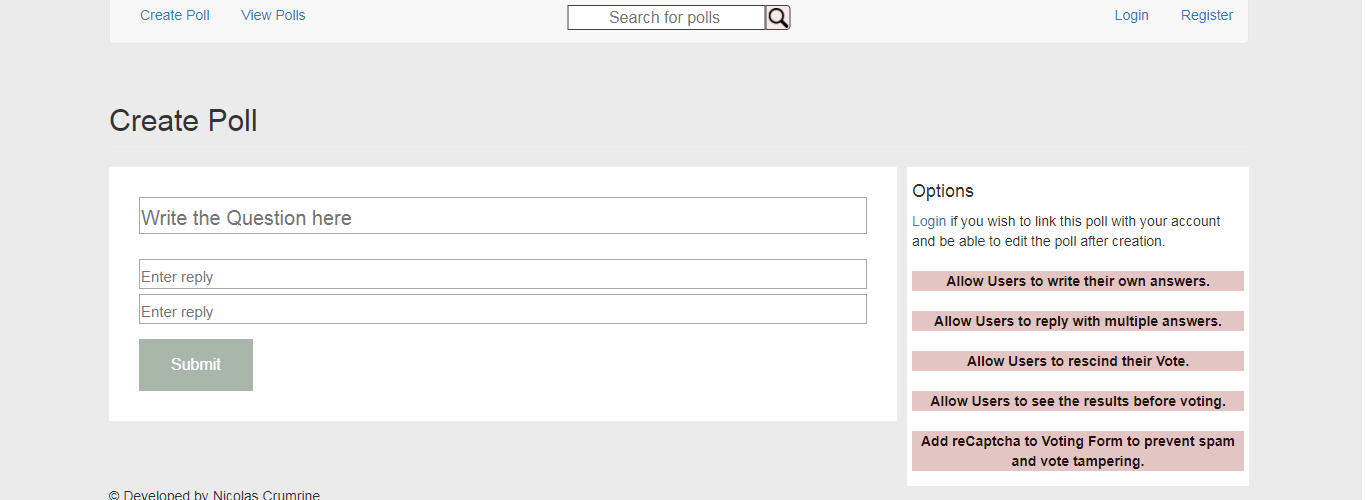 Create Poll View Polls Search for polls Login Register
Create Poll
Write the Question here
Enter reply
Enter reply
Submit
Options
Login if you wish to link this poll with your account
and be able to edit the poll after creation.
Allow Users to write their own answers.
Allow Users to reply with multiple answers.
Allow Users to rescind their Vote.
Allow Users to see the results before voting.
Add reCaptcha to Voting Form to prevent spam
and vote tampering.
© Developed by Nicolas Crumrine